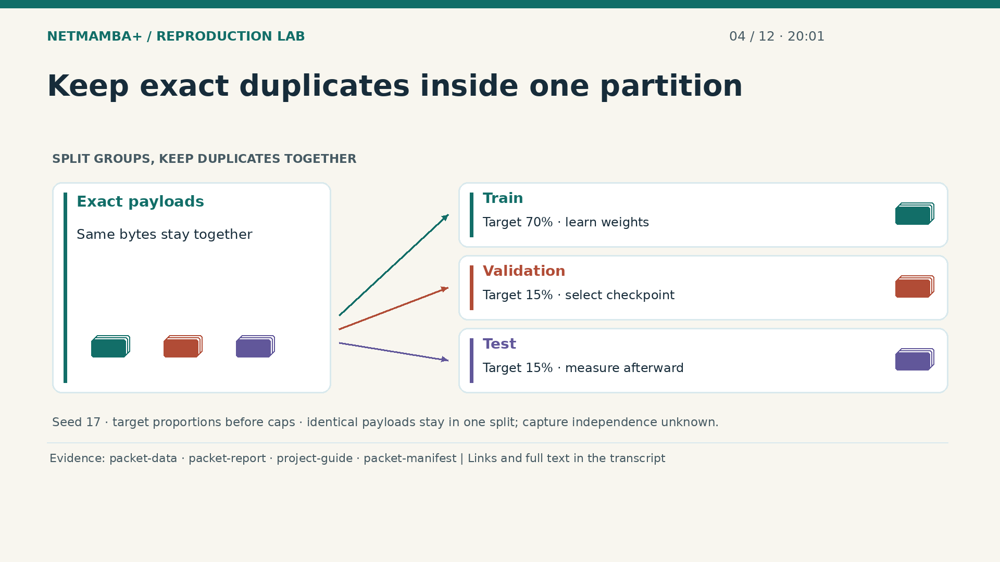 NETMAMBA+ / REPRODUCTION LAB
04 / 12 · 20:01
Keep exact duplicates inside one partition
SPLIT GROUPS, KEEP DUPLICATES TOGETHER
Exact payloads
Same bytes stay together
Train
Target 70% · learn weights
Validation
Target 15% · select checkpoint
Test
Target 15% · measure afterward
Seed 17 · target proportions before caps · identical payloads stay in one split; capture independence unknown.
Evidence: packet-data · packet-report · project-guide · packet-manifest | Links and full text in the transcript